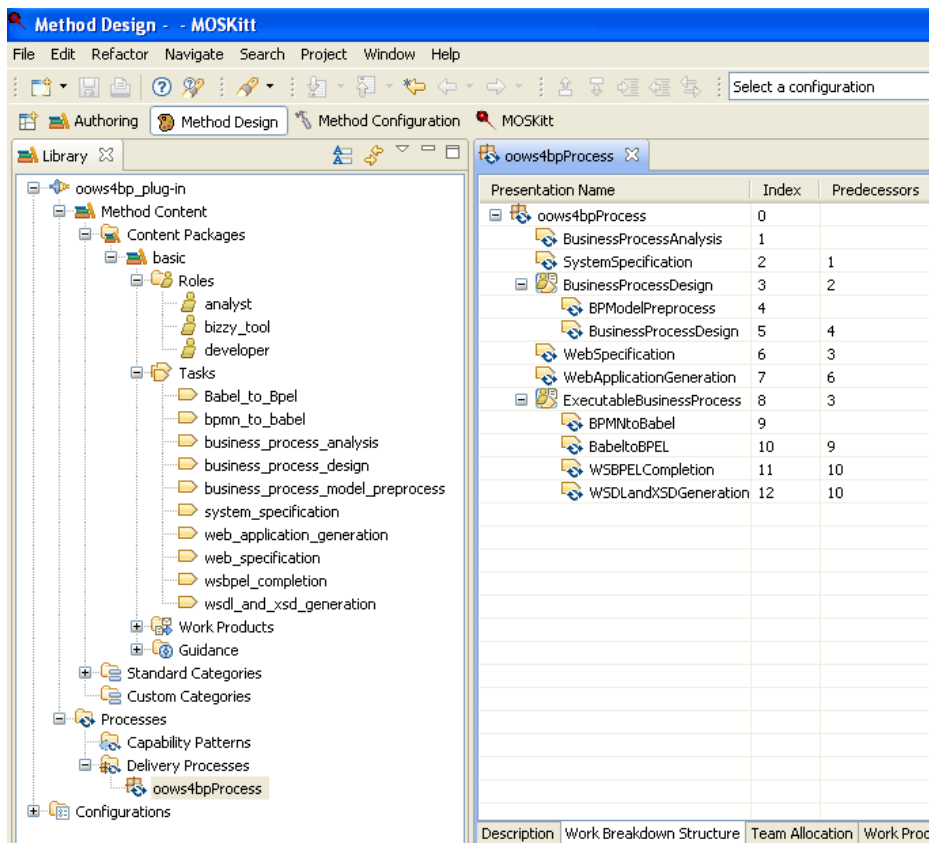 Method Design - - MOSKitt
File Edit Refactor Navigate Search Project Window Help
Select a configuration
Authoring Method Design Method Configuration MOSKitt
Library
oows4bp_plug-in
Method Content
Content Packages
basic
Roles
analyst
bizzy_tool
developer
Tasks
Babel_to_Bpel
bpmn_to_babel
business_process_analysis
business_process_design
business_process_model_preprocess
system_specification
web_application_generation
web_specification
wsbpel_completion
wsdl_and_xsd_generation
Work Products
Guidance
Standard Categories
Custom Categories
Processes
Capability Patterns
Delivery Processes
oows4bpProcess
Configurations
oows4bpProcess
Presentation Name Index Predecessors
oows4bpProcess 0
BusinessProcessAnalysis 1
SystemSpecification 2 1
BusinessProcessDesign 3 2
BPModelPreprocess 4
BusinessProcessDesign 5 4
WebSpecification 6 3
WebApplicationGeneration 7 6
ExecutableBusinessProcess 8 3
BPMNtoBabel 9
BabeltoBPEL 10 9
WSBPELCompletion 11 10
WSDLandXSDGeneration 12 10
Description Work Breakdown Structure Team Allocation Work Proc